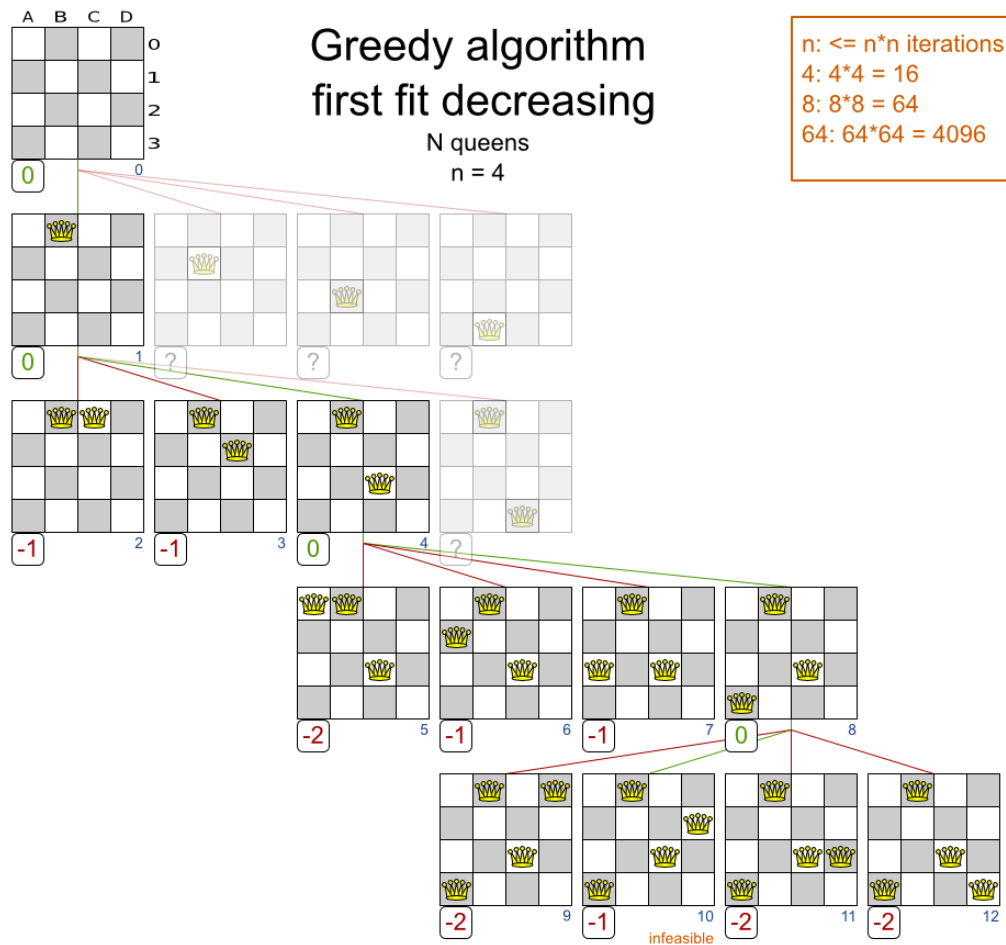 A B C D
Greedy algorithm
first fit decreasing
N queens
n = 4
n: <= n*n iterations
4: 4*4 = 16
8: 8*8 = 64
64: 64*64 = 4096
0
1
2
3
0 0
0 1 ? ? ?
-1 2 -1 3 0 4 ?
-2 5 -1 6 -1 7 0 8
-2 9 -1 10 -2 11 -2 12
infeasible